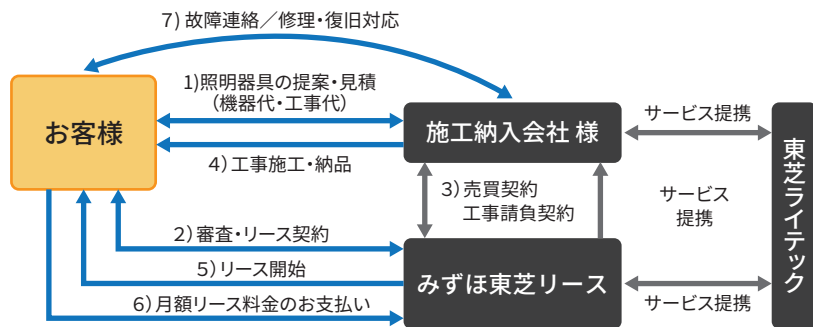 7）故障連絡／修理・復旧対応
1)照明器具の提案・見積
（機器代・工事代）
お客様
施工納入会社 様
サービス提携
4）工事施工・納品
3）売買契約
工事請負契約
サービス
提携
東芝ライテック
2）審査・リース契約
5）リース開始
みずほ東芝リース
6）月額リース料金のお支払い
サービス提携